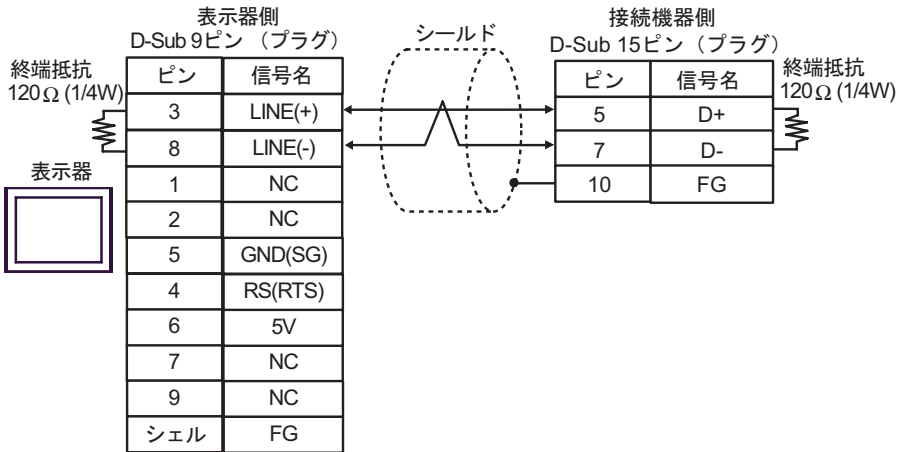 表示器側
D-Sub 9ピン （プラグ）
シールド
接続機器側
D-Sub 15ピン（プラグ）
終端抵抗
120Ω (1/4W)
表示器
ピン 信号名
3 LINE(+)
8 LINE(-)
1 NC
2 NC
5 GND(SG)
4 RS(RTS)
6 5V
7 NC
9 NC
シェル FG
ピン 信号名
5 D+
7 D-
10 FG
終端抵抗
120Ω (1/4W)